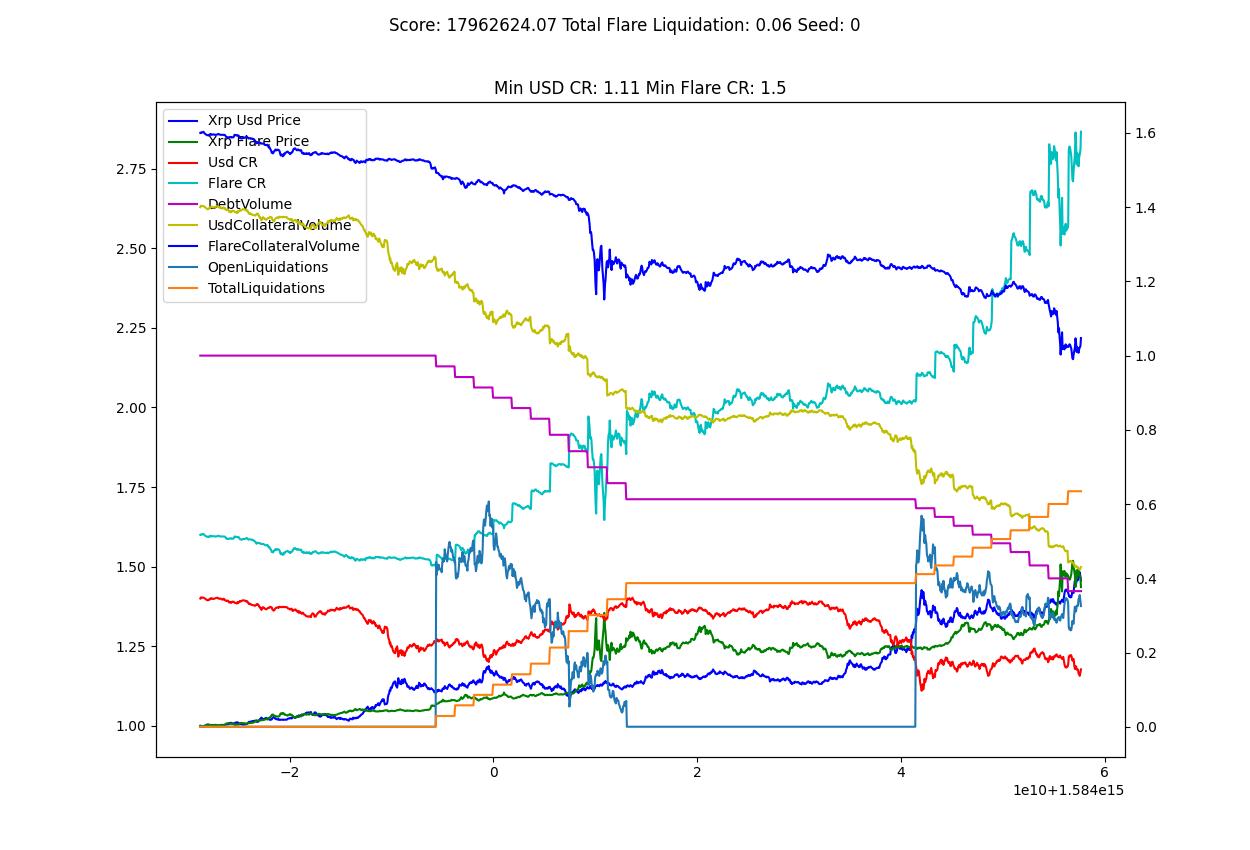 Score: 17962624.07 Total Flare Liquidation: 0.06 Seed: 0
Min USD CR: 1.11 Min Flare CR: 1.5
Xrp Usd Price
Xrp Flare Price
Usd CR
Flare CR
DebtVolume
UsdCollateralVolume
FlareCollateralVolume
OpenLiquidations
TotalLiquidations
2.75
2.50
2.25
2.00
1.75
1.50
1.25
1.00
1.6
1.4
1.2
1.0
0.8
0.6
0.4
0.2
0.0
−2 0 2 4 6
1e10+1.584e15